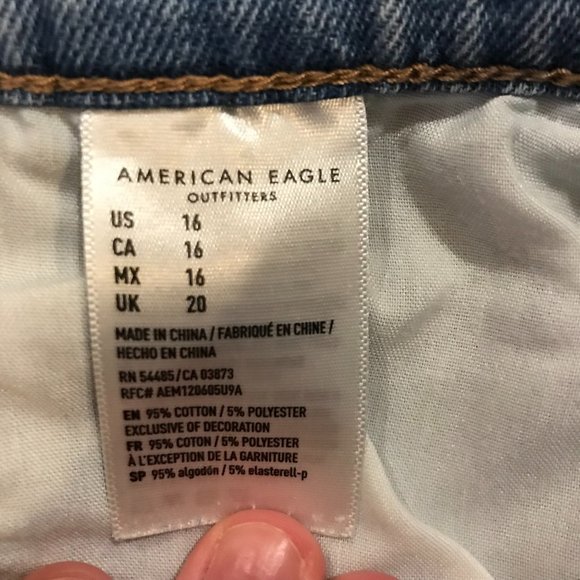 AMERICAN EAGLE
OUTFITTERS
US 16
CA 16
MX 16
UK 20
MADE IN CHINA / FABRIQUÉ EN CHINE /
HECHO EN CHINA
RN 54485 / CA 03873
RFC# AEM120605U9A
EN 95% COTTON / 5% POLYESTER
EXCLUSIVE OF DECORATION
FR 95% COTON / 5% POLYESTER
À L'EXCEPTION DE LA GARNITURE
SP 95% algodón / 5% elasterell-p